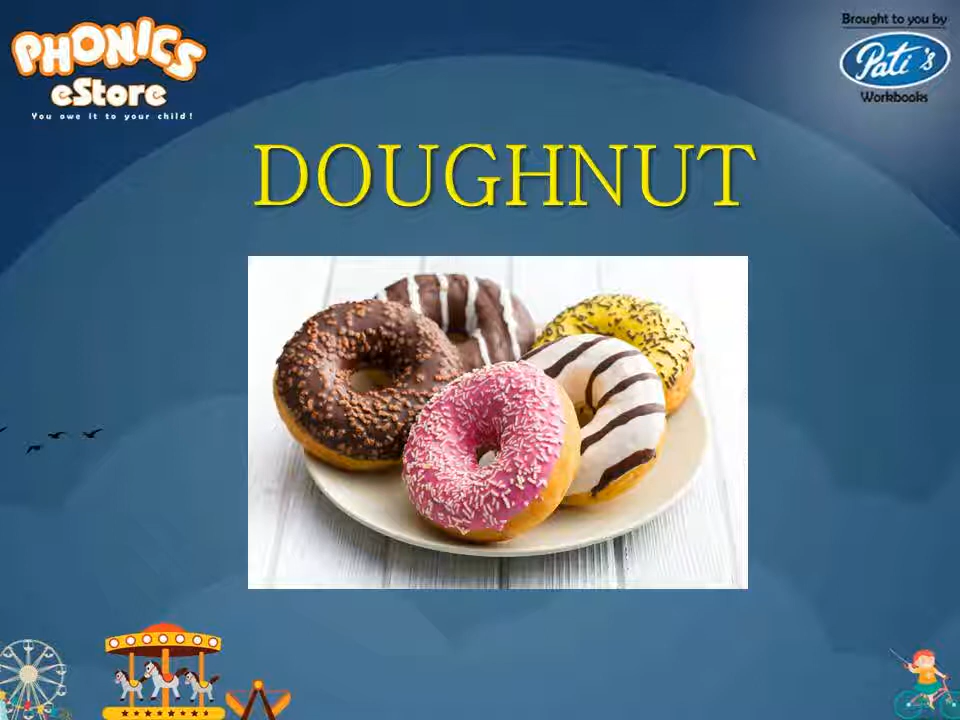 PHONICS
eStore
You owe it to your child!
Brought to you by
Pati's
Workbooks
DOUGHNUT